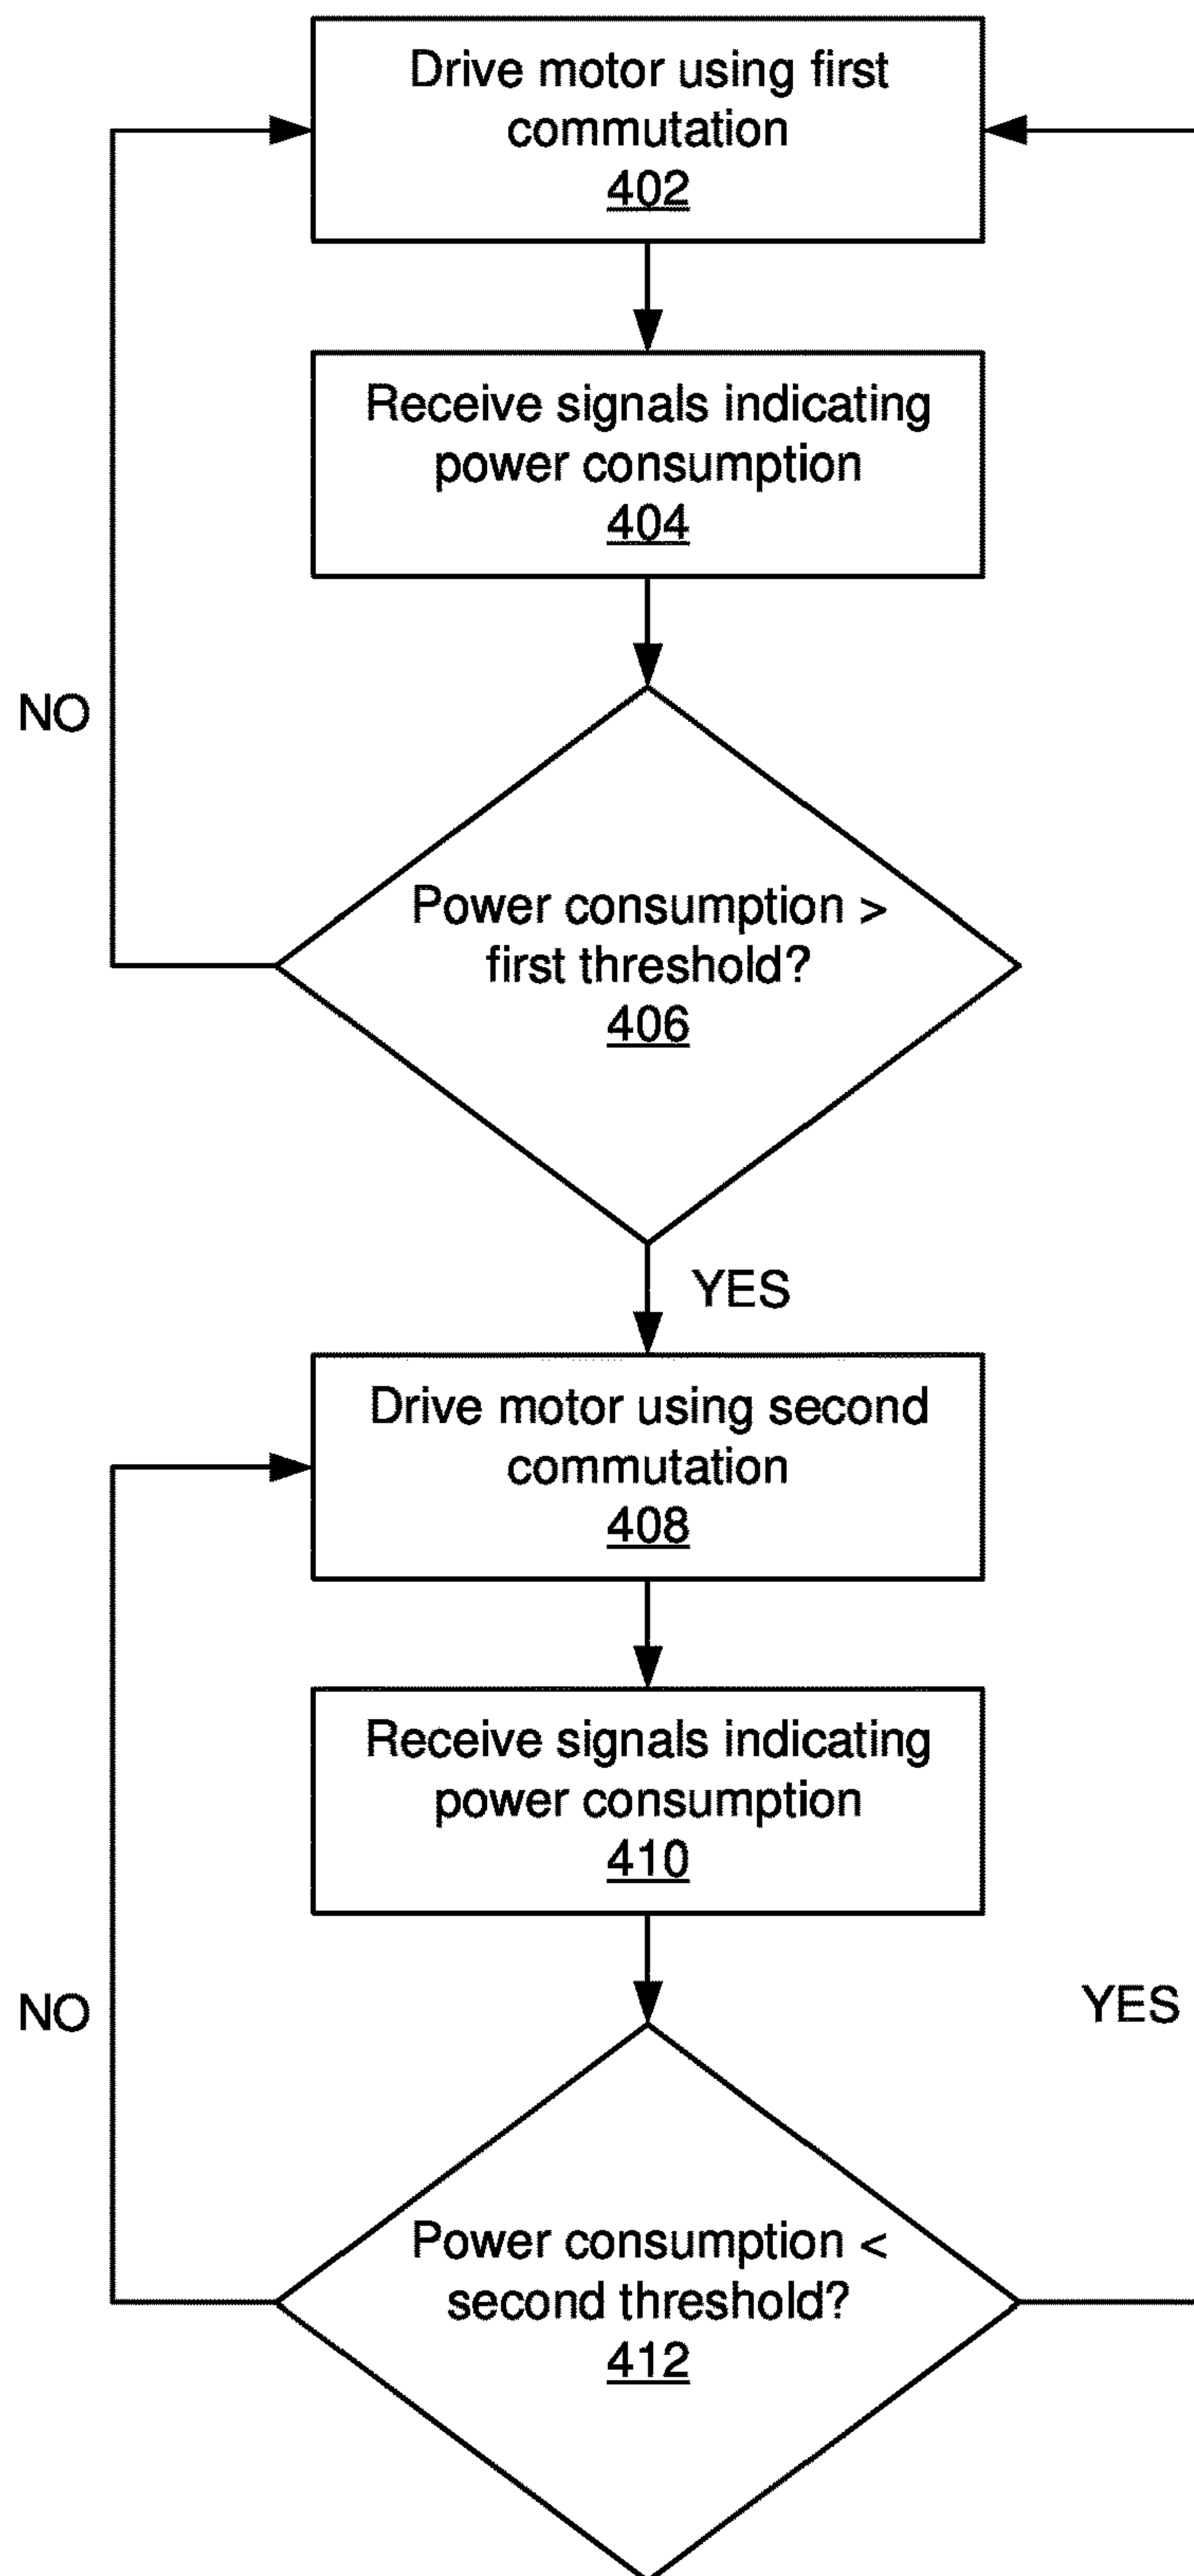 Drive motor using first
commutation
402
Receive signals indicating
power consumption
404
NO
Power consumption >
first threshold?
406
YES
Drive motor using second
commutation
408
Receive signals indicating
power consumption
410
NO
YES
Power consumption <
second threshold?
412